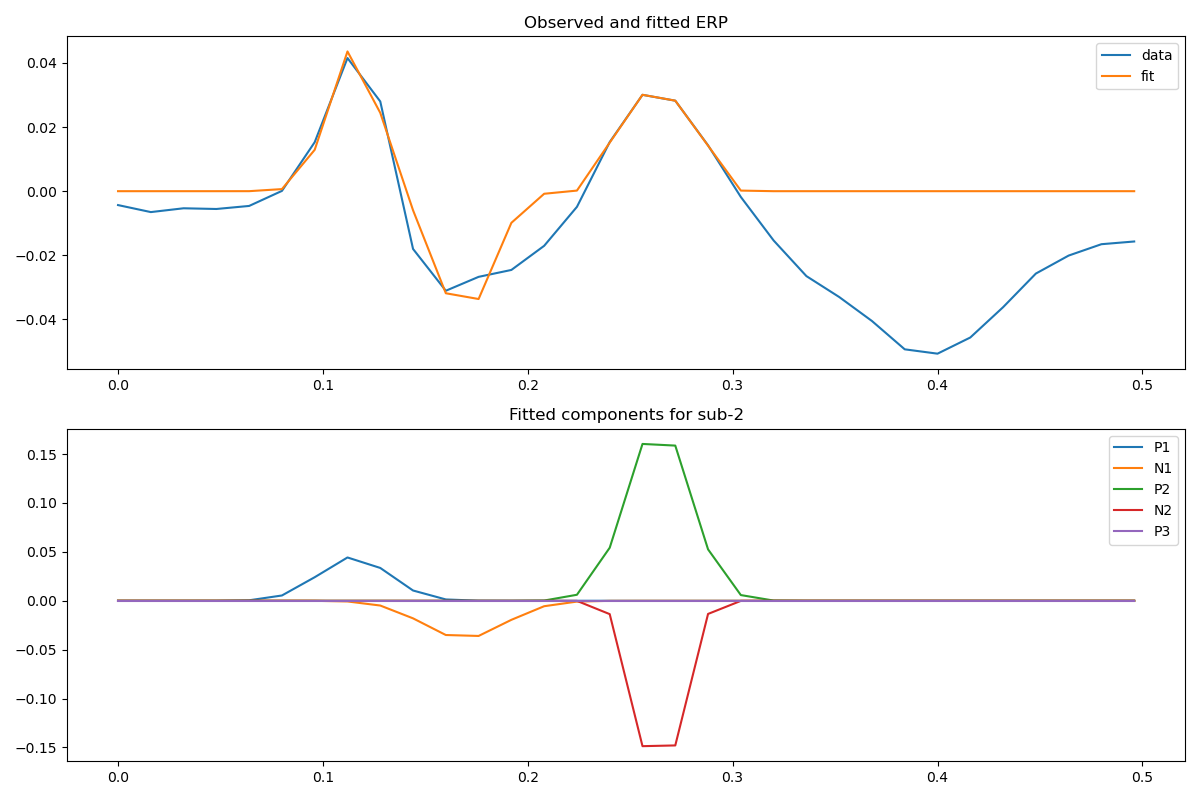 Observed and fitted ERP
data
fit
0.04
0.02
0.00
−0.02
−0.04
0.0 0.1 0.2 0.3 0.4 0.5
Fitted components for sub-2
P1
N1
P2
N2
P3
0.15
0.10
0.05
0.00
−0.05
−0.10
−0.15
0.0 0.1 0.2 0.3 0.4 0.5